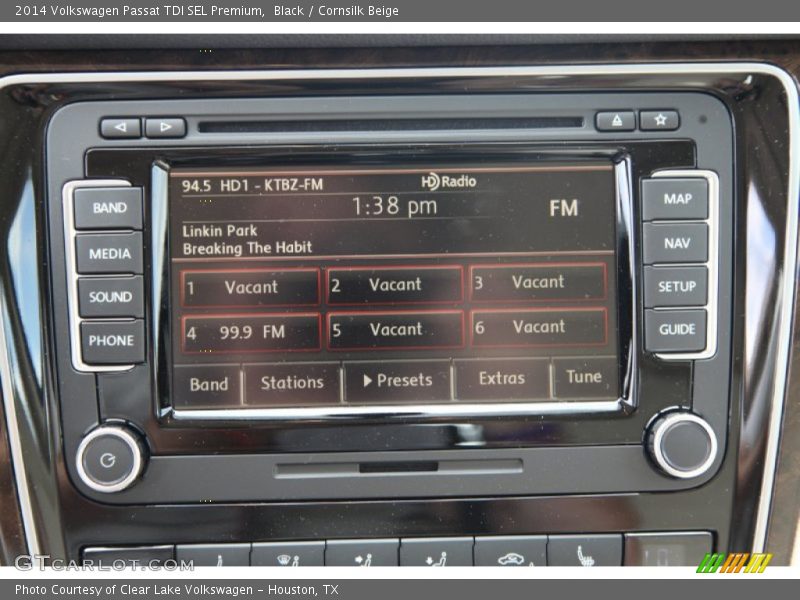 2014 Volkswagen Passat TDI SEL Premium, Black / Cornsilk Beige
94.5 HD1 - KTBZ-FM HD Radio
1:38 pm FM
Linkin Park
Breaking The Habit
1 Vacant 2 Vacant 3 Vacant
4 99.9 FM 5 Vacant 6 Vacant
Band Stations Presets Extras Tune
BAND
MEDIA
SOUND
PHONE
MAP
NAV
SETUP
GUIDE
GTCARLOT.COM
Photo Courtesy of Clear Lake Volkswagen - Houston, TX